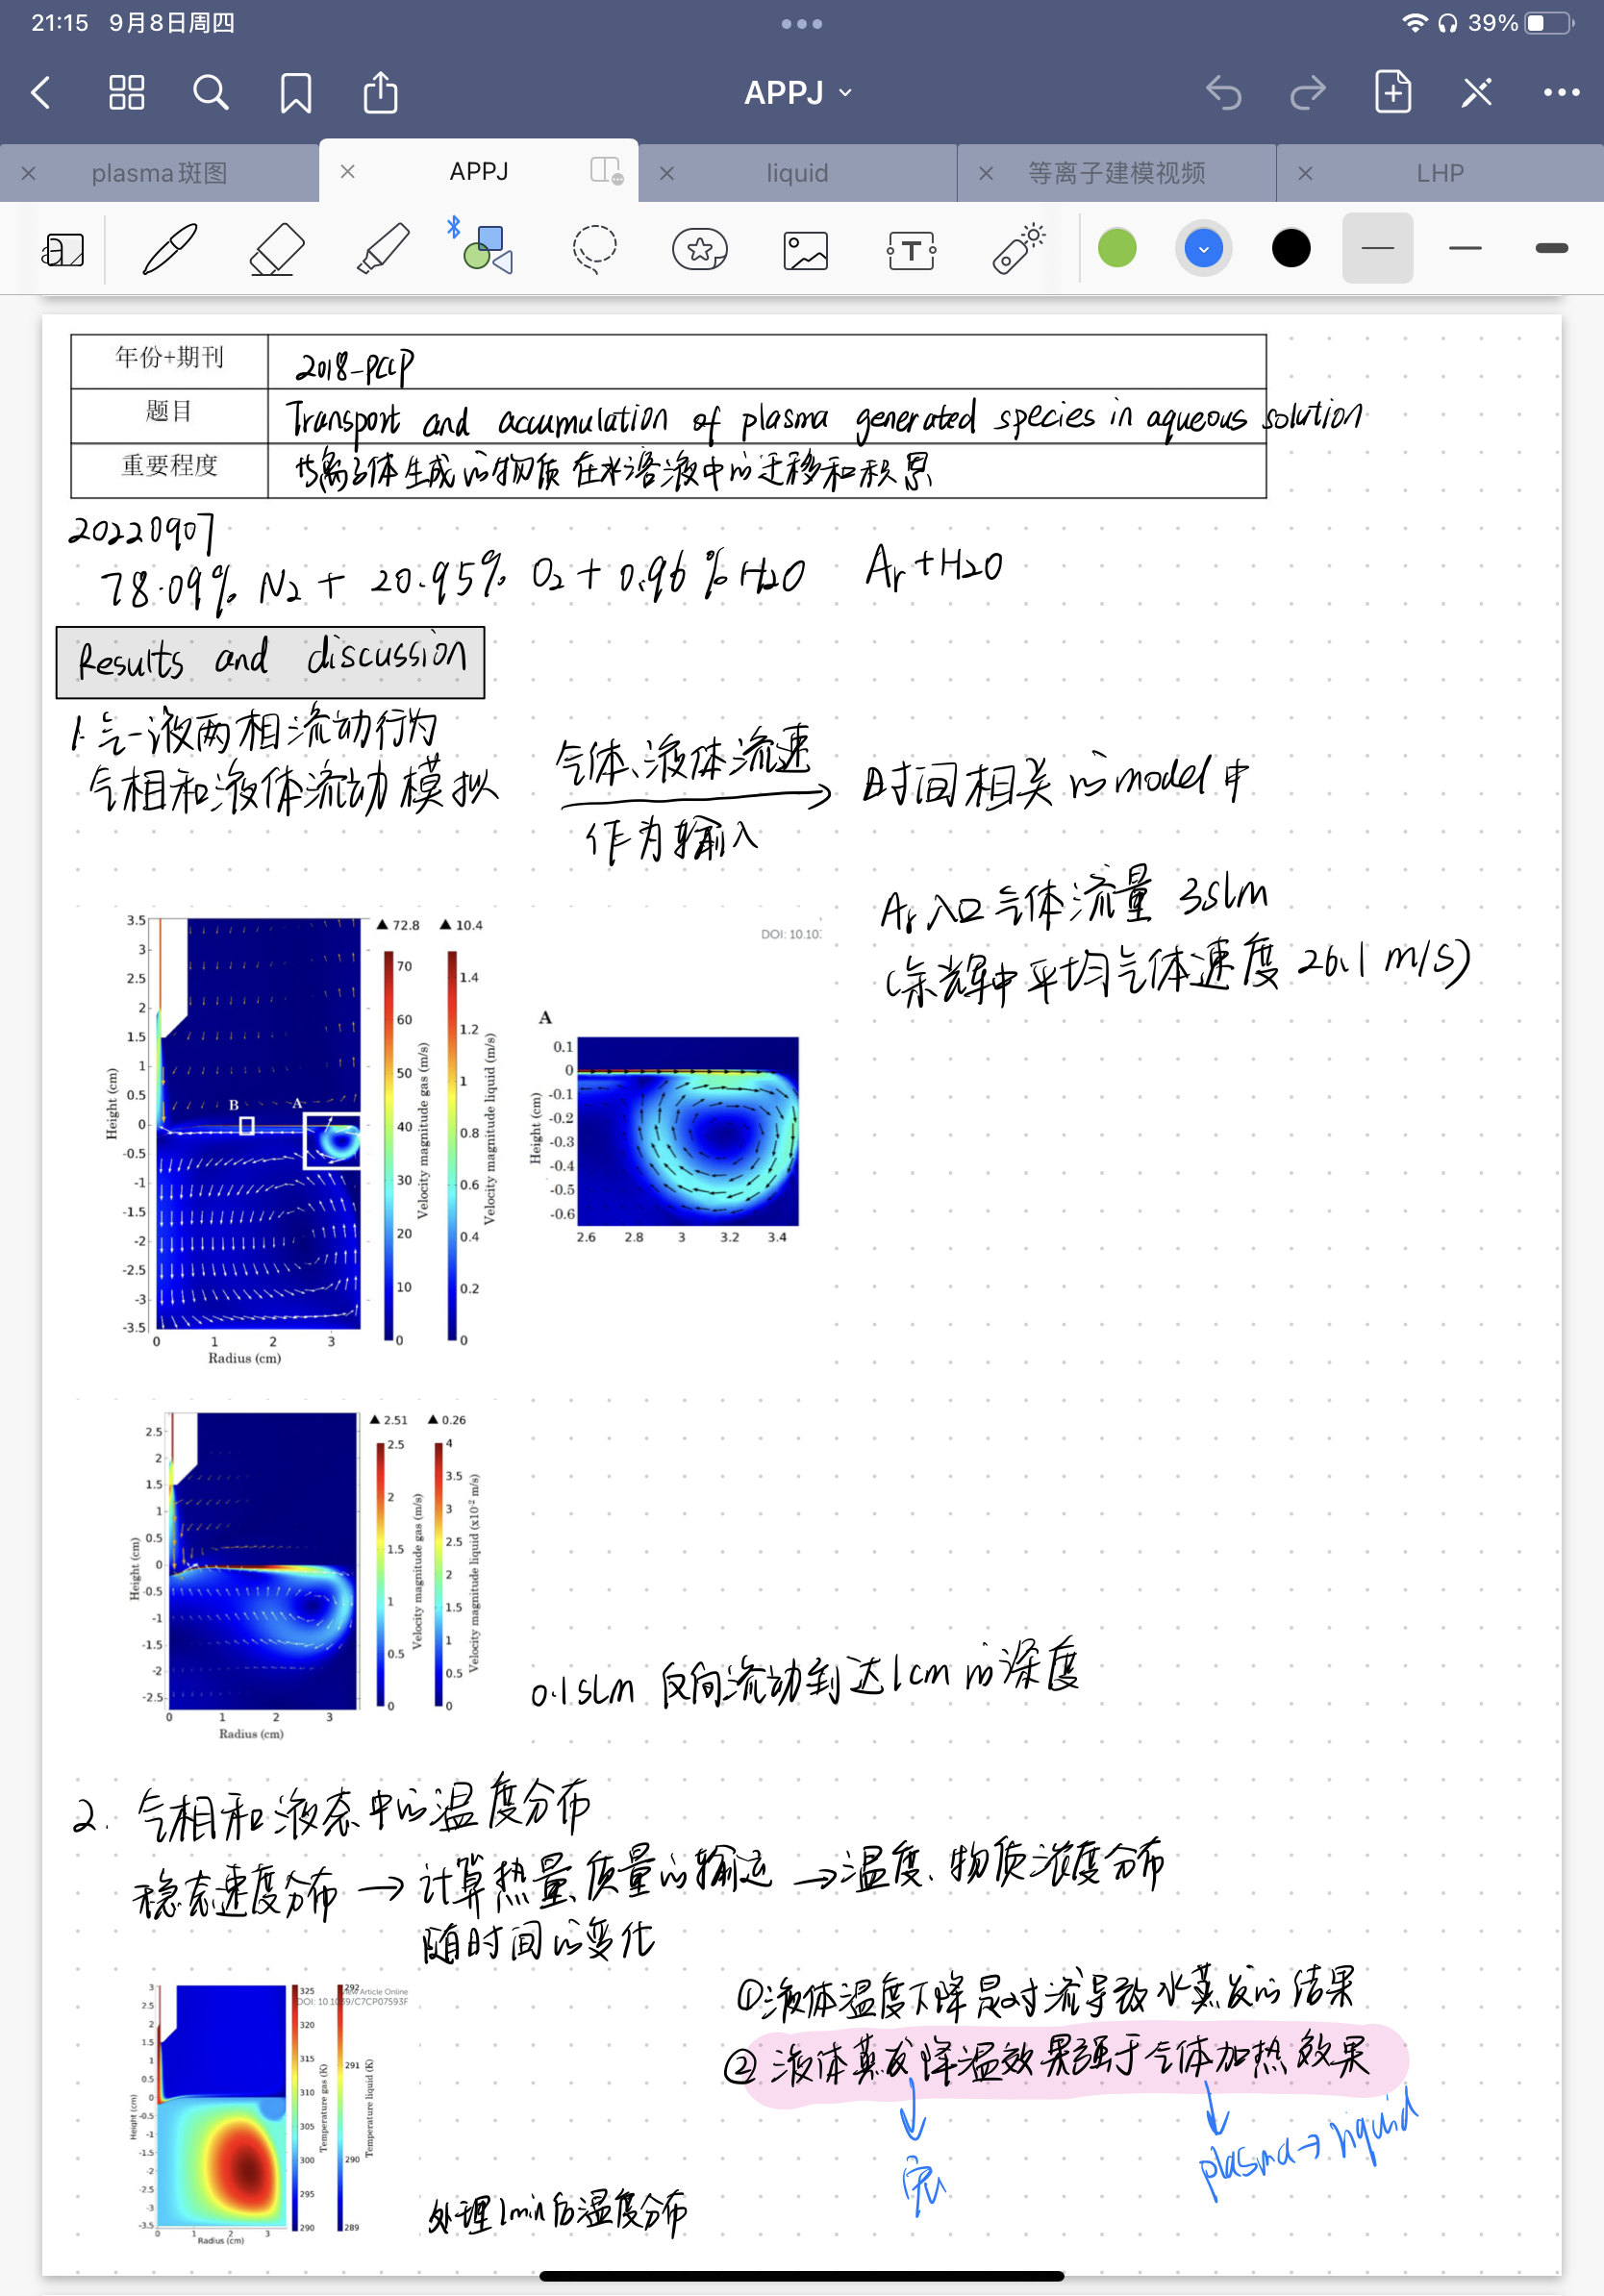 21:15 9月8日周四
39%
APPJ
plasma斑图
APPJ
liquid
等离子建模视频
LHP
年份+期刊 2018-PCCP
题目 Transport and accumulation of plasma generated species in aqueous solution
重要程度 等离子体生成的物质在水溶液中的迁移和积累
20220907
78.09% N2 + 20.95% O2 + 0.96% H2O Ar+H2O
Results and discussion
1. 气-液两相流动行为
气相和液体流动模拟 气体、液体流速 作为输入 → 时间相关的model中
Ar入口气体流量 3slm
(余辉中平均气体速度 26.1 m/s)
DOI: 10.10
▲ 72.8 ▲ 10.4
3.5 3 2.5 2 1.5 1 0.5 0 -0.5 -1 -1.5 -2 -2.5 -3 -3.5
Height (cm)
B A
0 1 2 3
Radius (cm)
70 60 50 40 30 20 10 0
Velocity magnitude gas (m/s)
1.4 1.2 1 0.8 0.6 0.4 0.2 0
Velocity magnitude liquid (m/s)
A
0.1 0 -0.1 -0.2 -0.3 -0.4 -0.5 -0.6
Height (cm)
2.6 2.8 3 3.2 3.4
▲ 2.51 ▲ 0.26
2.5 2 1.5 1 0.5 0 -0.5 -1 -1.5 -2 -2.5
Height (cm)
0 1 2 3
Radius (cm)
2.5 2 1.5 1 0.5 0
Velocity magnitude gas (m/s)
4 3.5 3 2.5 2 1.5 1 0.5 0
Velocity magnitude liquid (x10⁻² m/s)
0.1slm 反向流动到达1cm的深度
2. 气相和液态中的温度分布
稳态速度分布 → 计算热量、质量的输运 → 温度、物质浓度分布
随时间的变化
3 2.5 2 1.5 1 0.5 0 -0.5 -1 -1.5 -2 -2.5 -3 -3.5
Height (cm)
0 1 2 3
Radius (cm)
325 320 315 310 305 300 295 290
Temperature gas (K)
292 291 290 289
Temperature liquid (K)
View Article Online
DOI: 10.1039/C7CP07593F
①液体温度下降是对流导致水蒸发的结果
②液体蒸发降温效果强于气体加热效果
plasma→liquid
处理1min后温度分布